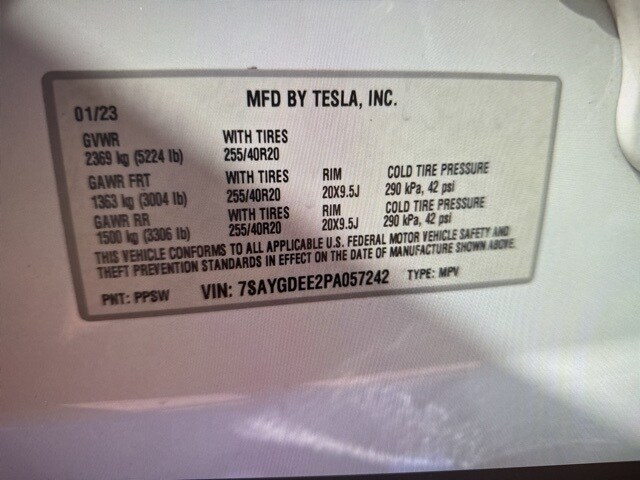 MFD BY TESLA, INC.
01/23
GVWR WITH TIRES
2369 kg (5224 lb) 255/40R20
GAWR FRT WITH TIRES RIM COLD TIRE PRESSURE
1363 kg (3004 lb) 255/40R20 20X9.5J 290 kPa, 42 psi
GAWR RR WITH TIRES RIM COLD TIRE PRESSURE
1500 kg (3306 lb) 255/40R20 20X9.5J 290 kPa, 42 psi
THIS VEHICLE CONFORMS TO ALL APPLICABLE U.S. FEDERAL MOTOR VEHICLE SAFETY AND
THEFT PREVENTION STANDARDS IN EFFECT ON THE DATE OF MANUFACTURE SHOWN ABOVE.
PNT: PPSW VIN: 7SAYGDEE2PA057242 TYPE: MPV